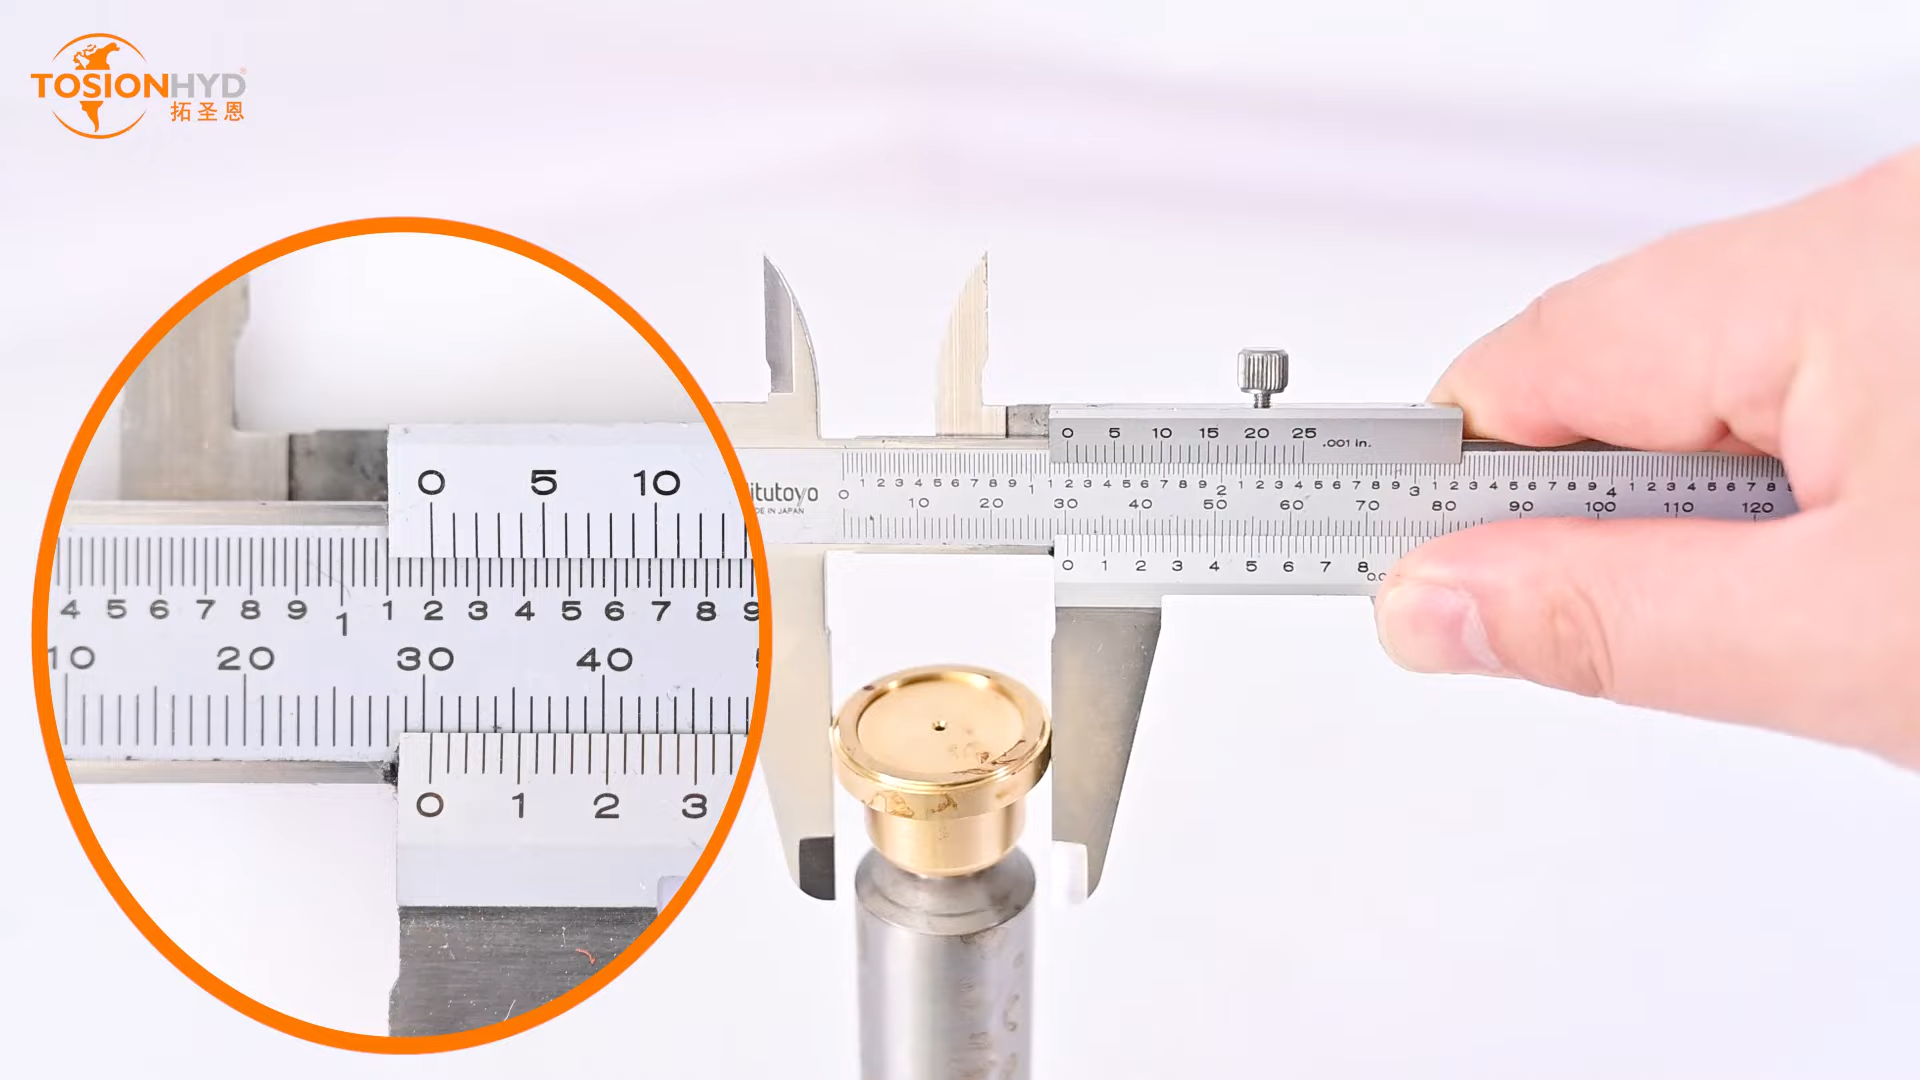 TOSIONHYD®
拓圣恩
0 5 10
4 5 6 7 8 9 1 1 2 3 4 5 6 7 8 9
10 20 30 40
0 1 2 3
0 5 10 15 20 25 .001 in.
itutoyo
DE IN JAPAN
1 2 3 4 5 6 7 8 9 1 1 2 3 4 5 6 7 8 9 2 1 2 3 4 5 6 7 8 9 3 1 2 3 4 5 6 7 8 9 4 1 2 3 4 5 6 7 8
0 10 20 30 40 50 60 70 80 90 100 110 120
0 1 2 3 4 5 6 7 8